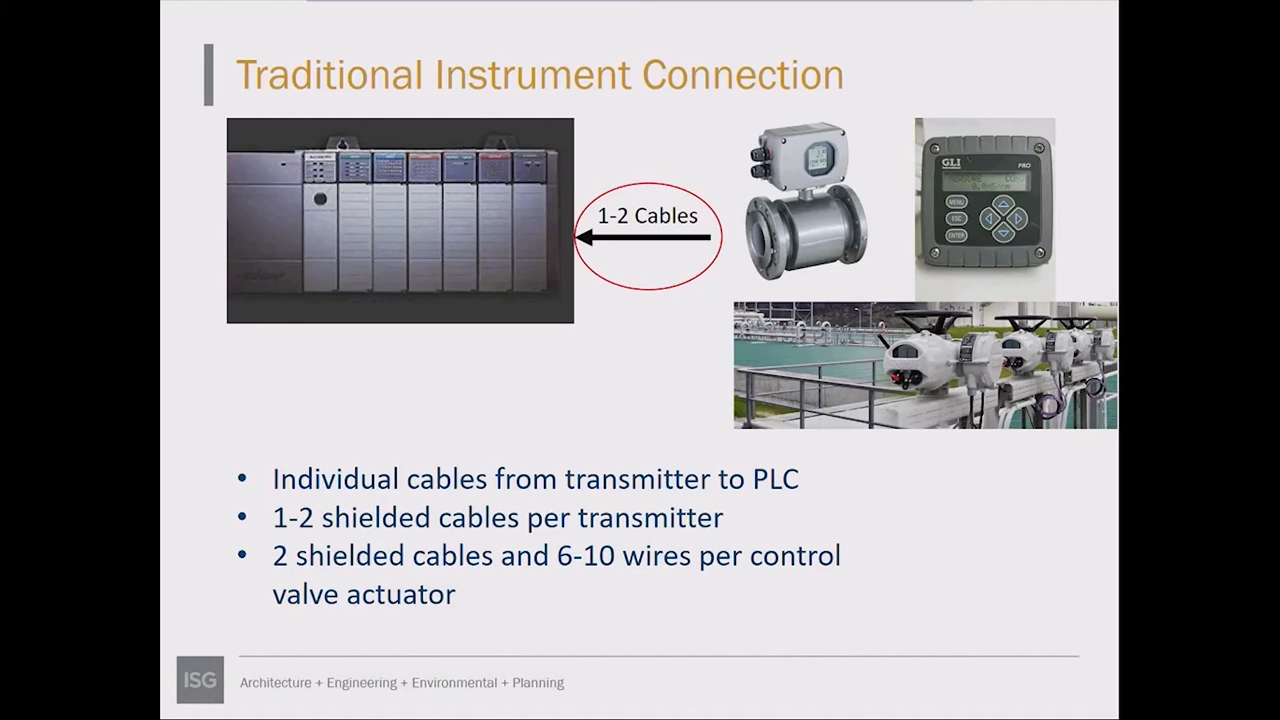 Traditional Instrument Connection
1-2 Cables
GLI
PRO
MENU
ESC
ENTER
• Individual cables from transmitter to PLC
• 1-2 shielded cables per transmitter
• 2 shielded cables and 6-10 wires per control
valve actuator
ISG
Architecture + Engineering + Environmental + Planning